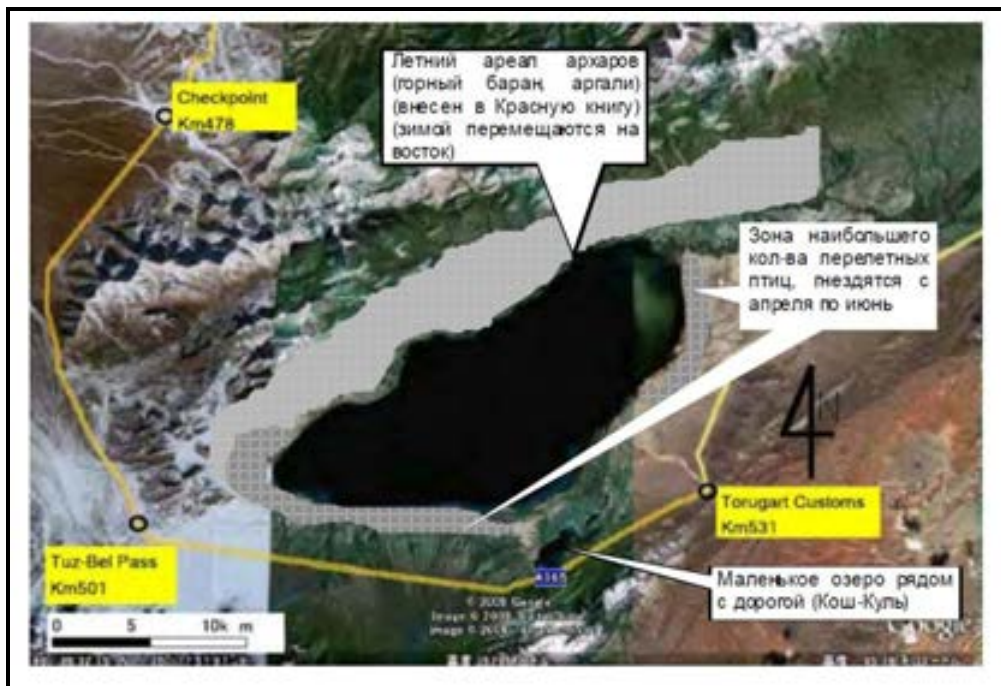 Летний ареал архаров
(горный баран, аргали)
(внесен в Красную книгу)
(зимой перемещаются на
восток)
Checkpoint
Km478
Зона наибольшего
кол-ва перелетных
птиц, гнездятся с
апреля по июнь
N
Torugart Customs
Km531
Tuz-Bel Pass
Km501
A365
Маленькое озеро рядом
с дорогой (Кош-Куль)
0 5 10k m
Google